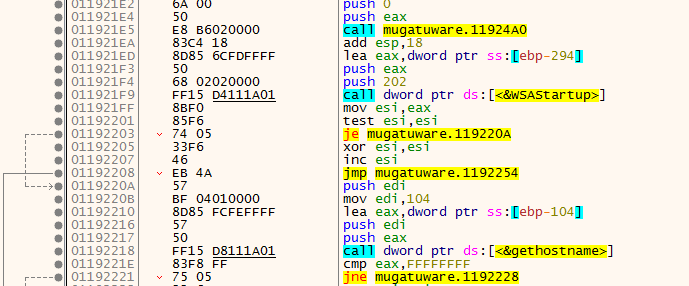 011921E2 6A 00 push 0
011921E4 50 push eax
011921E5 E8 B6020000 call mugatuware.11924A0
011921EA 83C4 18 add esp,18
011921ED 8D85 6CFDFFFF lea eax,dword ptr ss:[ebp-294]
011921F3 50 push eax
011921F4 68 02020000 push 202
011921F9 FF15 D4111A01 call dword ptr ds:[<&WSAStartup>]
011921FF 8BF0 mov esi,eax
01192201 85F6 test esi,esi
01192203 74 05 je mugatuware.119220A
01192205 33F6 xor esi,esi
01192207 46 inc esi
01192208 EB 4A jmp mugatuware.1192254
0119220A 57 push edi
0119220B BF 04010000 mov edi,104
01192210 8D85 FCFEFFFF lea eax,dword ptr ss:[ebp-104]
01192216 57 push edi
01192217 50 push eax
01192218 FF15 D8111A01 call dword ptr ds:[<&gethostname>]
0119221E 83F8 FF cmp eax,FFFFFFFF
01192221 75 05 jne mugatuware.1192228